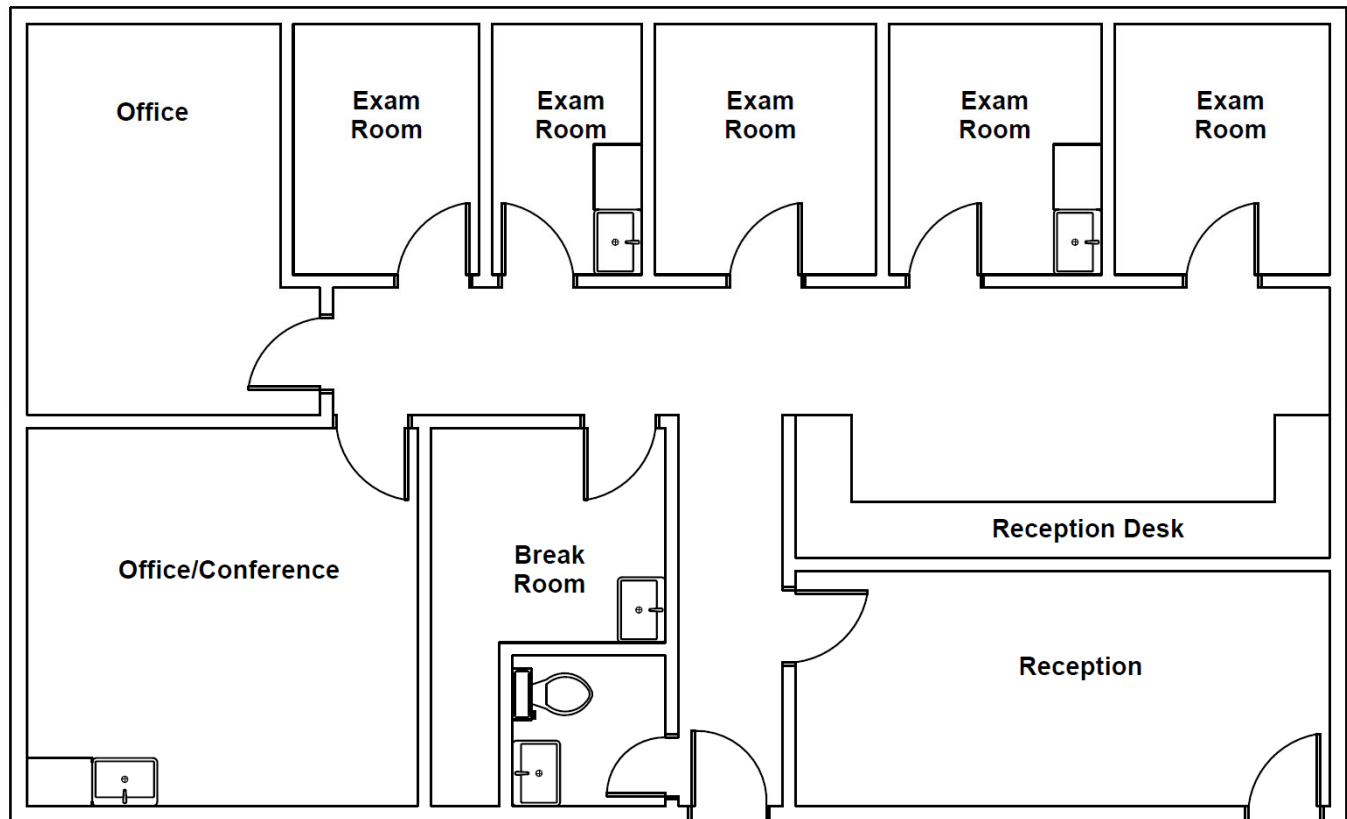 Office
Exam
Room
Exam
Room
Exam
Room
Exam
Room
Exam
Room
Reception Desk
Office/Conference
Break
Room
Reception